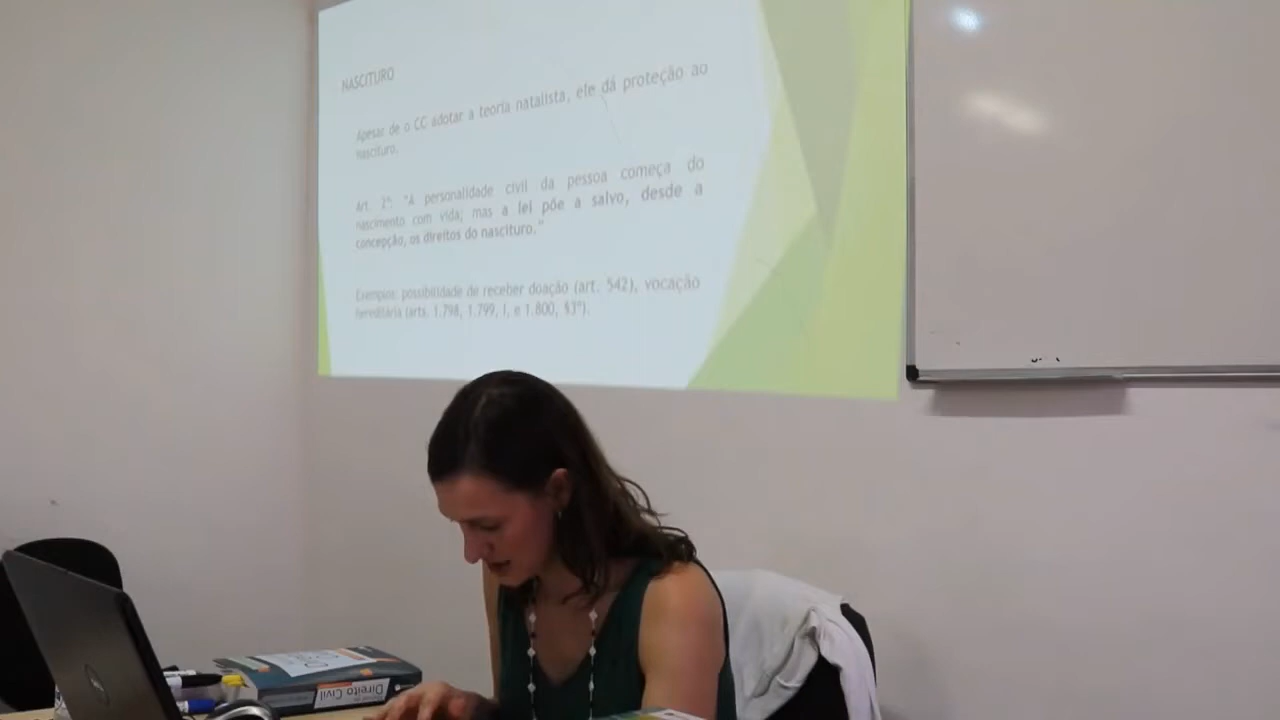 NASCITURO
Apesar de o CC adotar a teoria natalista, ele dá proteção ao
nascituro.
Art. 2º: "A personalidade civil da pessoa começa do
nascimento com vida; mas a lei põe a salvo, desde a
concepção, os direitos do nascituro."
Exemplos: possibilidade de receber doação (art. 542), vocação
hereditária (arts. 1.798, 1.799, I, e 1.800, §3º).
Direito Civil